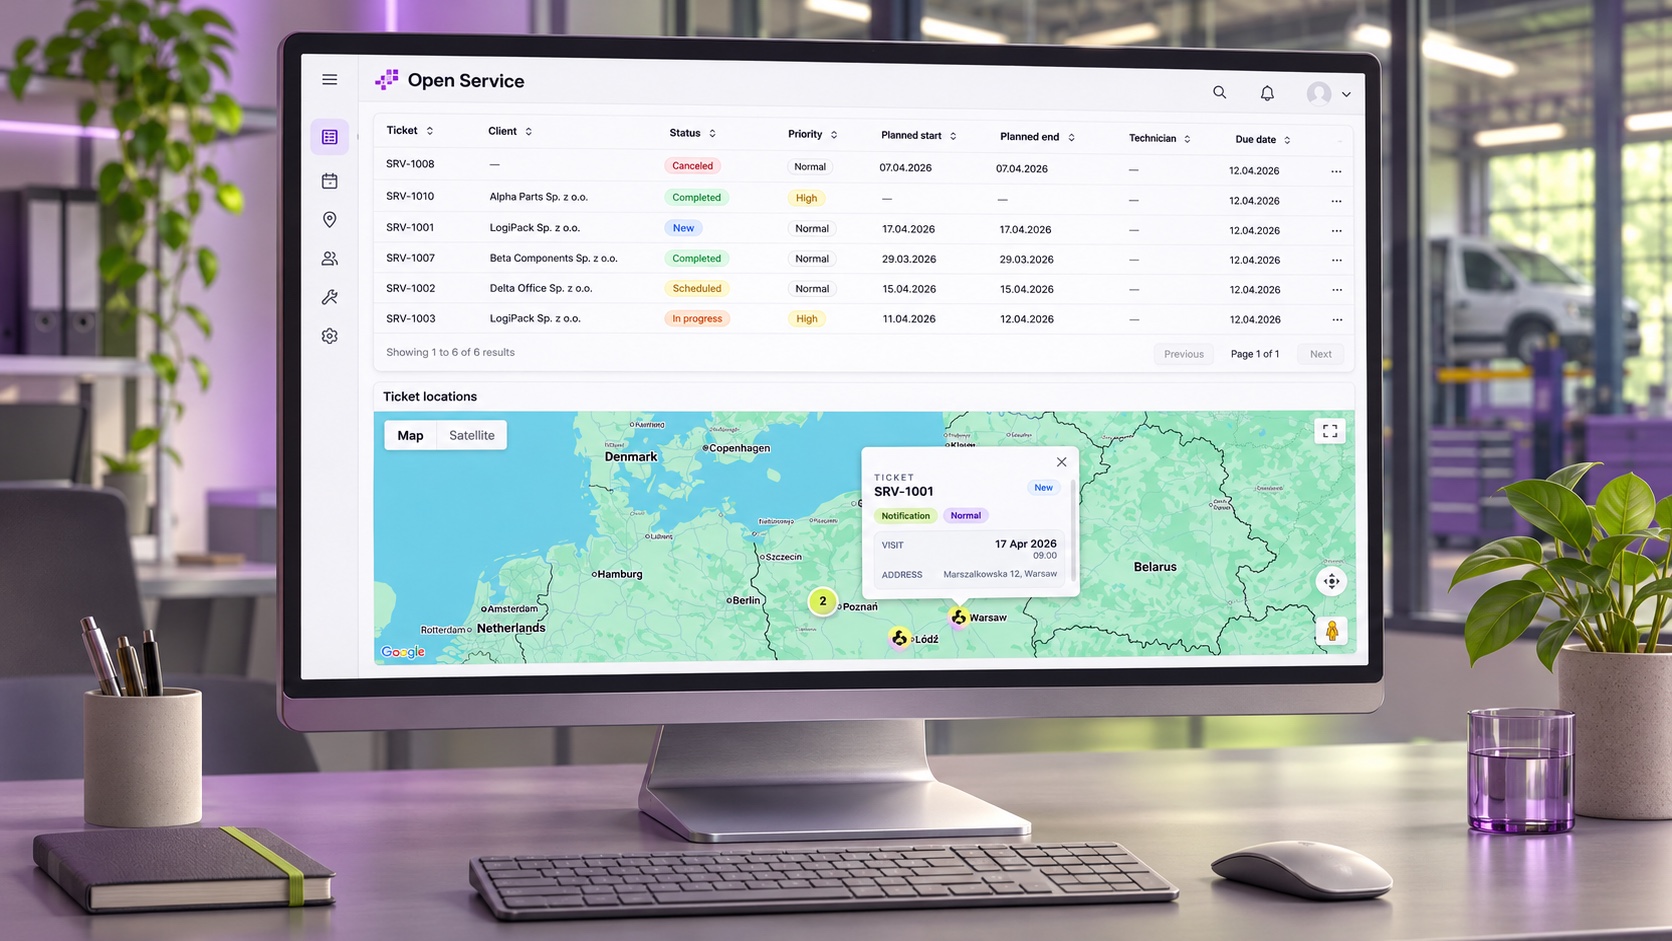 Open Service
Ticket Client Status Priority Planned start Planned end Technician Due date
SRV-1008 — Canceled Normal 07.04.2026 07.04.2026 — 12.04.2026
SRV-1010 Alpha Parts Sp. z o.o. Completed High — — — 12.04.2026
SRV-1001 LogiPack Sp. z o.o. New Normal 17.04.2026 17.04.2026 — 12.04.2026
SRV-1007 Beta Components Sp. z o.o. Completed Normal 29.03.2026 29.03.2026 — 12.04.2026
SRV-1002 Delta Office Sp. z o.o. Scheduled Normal 15.04.2026 15.04.2026 — 12.04.2026
SRV-1003 LogiPack Sp. z o.o. In progress High 11.04.2026 12.04.2026 — 12.04.2026
Showing 1 to 6 of 6 results
Previous Page 1 of 1 Next
Ticket locations
Map Satellite
Denmark
Copenhagen
TICKET
SRV-1001 New
Notification Normal
VISIT 17 Apr 2026
09:00
ADDRESS Marszalkowska 12, Warsaw
Szczecin
Hamburg
Belarus
Berlin
2
Poznań
Amsterdam
Warsaw
Rotterdam
Netherlands
Łódź
Google